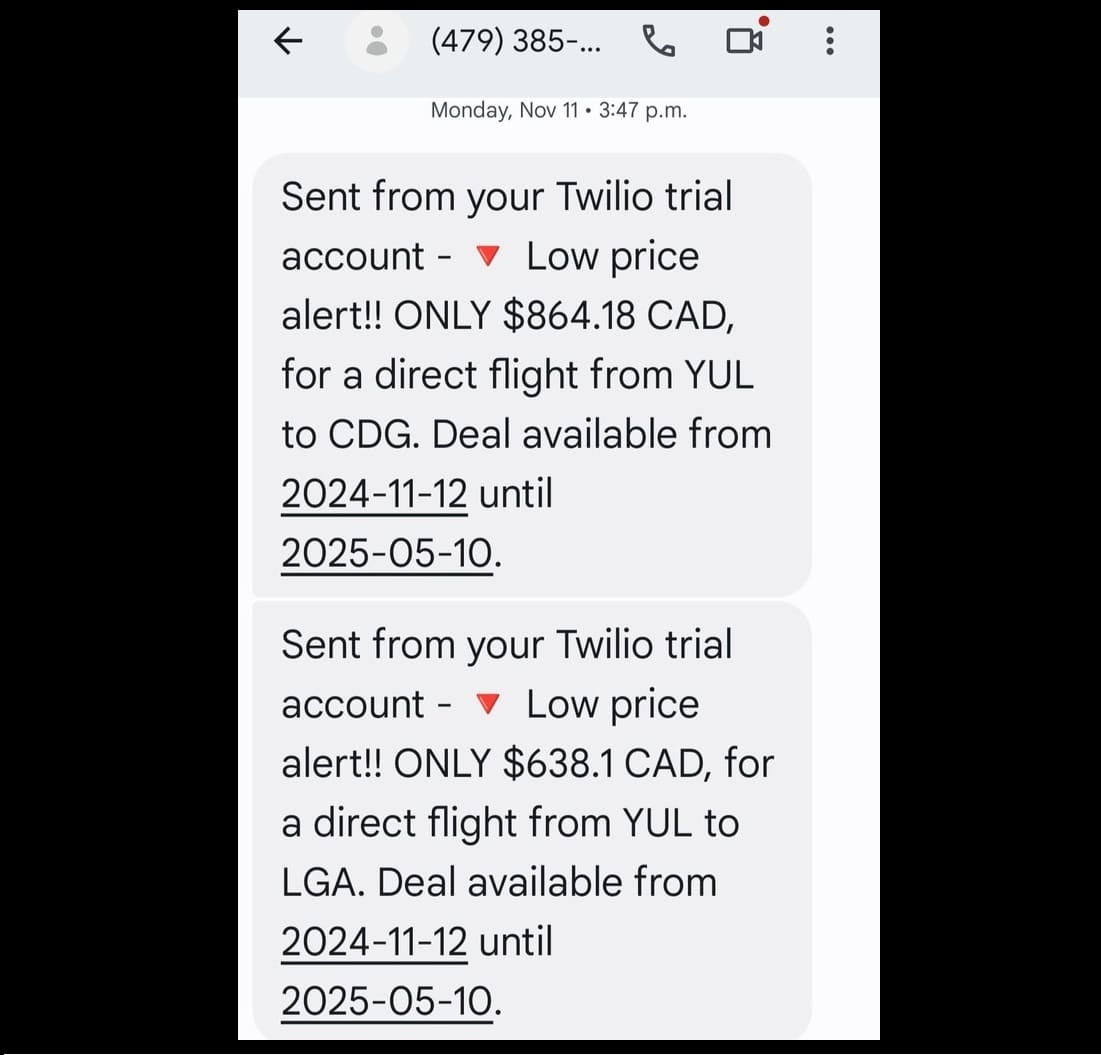 (479) 385-...
Monday, Nov 11 • 3:47 p.m.
Sent from your Twilio trial
account - 🔻 Low price
alert!! ONLY $864.18 CAD,
for a direct flight from YUL
to CDG. Deal available from
2024-11-12 until
2025-05-10.
Sent from your Twilio trial
account - 🔻 Low price
alert!! ONLY $638.1 CAD, for
a direct flight from YUL to
LGA. Deal available from
2024-11-12 until
2025-05-10.